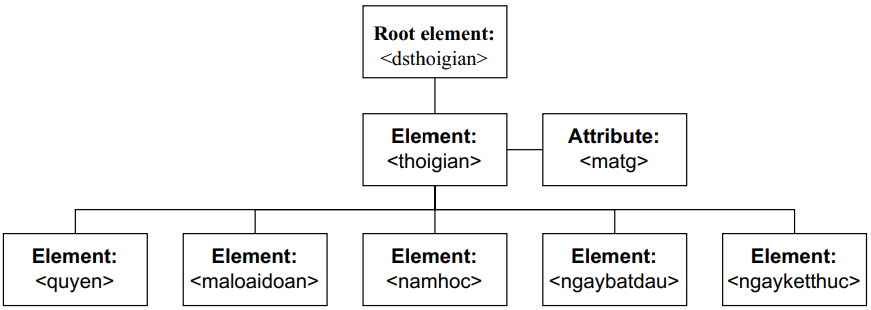 Root element:
<dsthoigian>
Element:
<thoigian>
Attribute:
<matg>
Element:
<quyen>
Element:
<maloaidoan>
Element:
<namhoc>
Element:
<ngaybatdau>
Element:
<ngayketthuc>